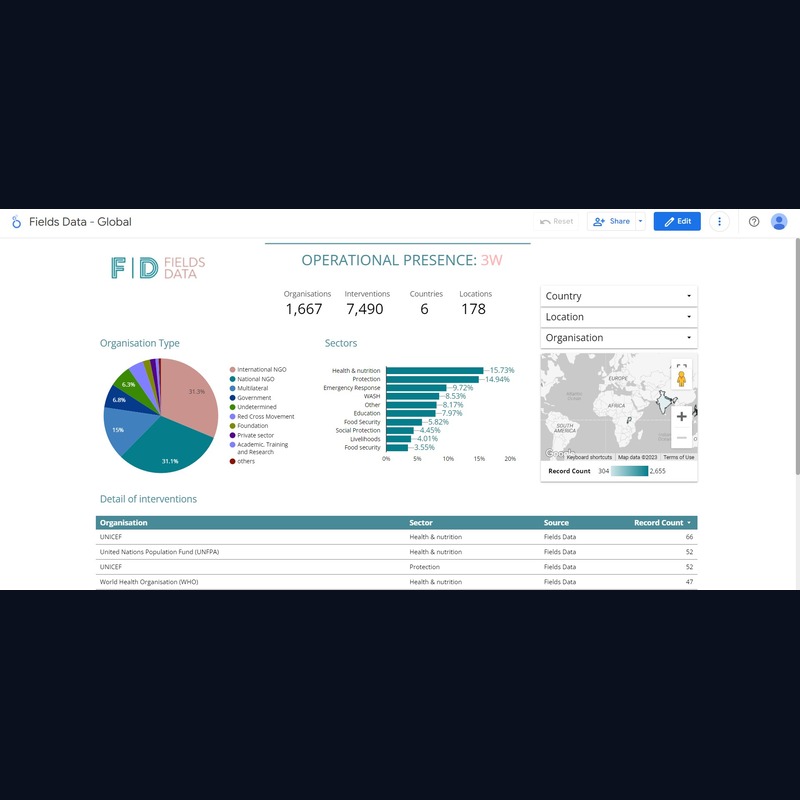 Fields Data - Global
Reset
Share
Edit
F|D FIELDS DATA
OPERATIONAL PRESENCE: 3W
Organisations Interventions Countries Locations
1,667 7,490 6 178
Country
Location
Organisation
Organisation Type
31.3%
31.1%
15%
6.8%
6.3%
International NGO
National NGO
Multilateral
Government
Undetermined
Red Cross Movement
Foundation
Private sector
Academic, Training
and Research
others
Sectors
Health & nutrition 15.73%
Protection 14.94%
Emergency Response 9.72%
WASH 8.53%
Other 8.17%
Education 7.97%
Food Security 5.82%
Social Protection 4.45%
Livelihoods 4.01%
Food security 3.55%
0% 5% 10% 15% 20%
EUROPE
AFRICA
SOUTH
AMERICA
Google
Keyboard shortcuts Map data ©2023 Terms of Use
Record Count 304 2,655
Detail of interventions
Organisation Sector Source Record Count
UNICEF Health & nutrition Fields Data 66
United Nations Population Fund (UNFPA) Health & nutrition Fields Data 52
UNICEF Protection Fields Data 52
World Health Organisation (WHO) Health & nutrition Fields Data 47